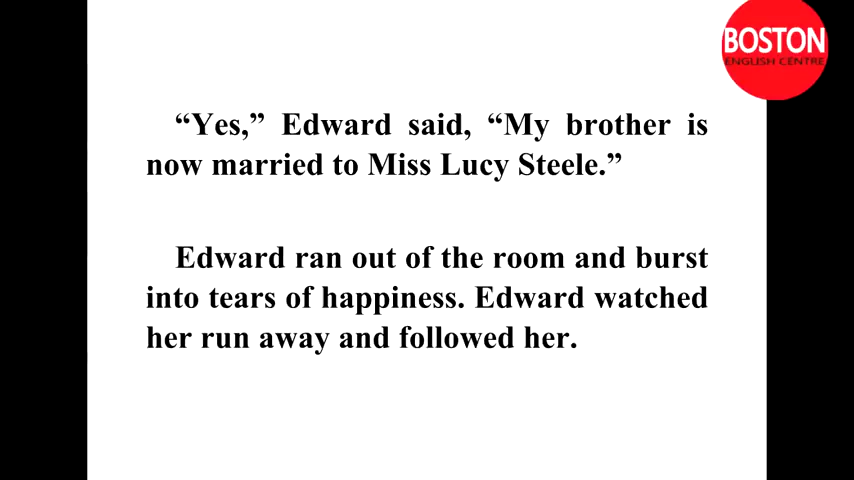 BOSTON
ENGLISH CENTRE
“Yes,” Edward said, “My brother is
now married to Miss Lucy Steele.”
Edward ran out of the room and burst
into tears of happiness. Edward watched
her run away and followed her.